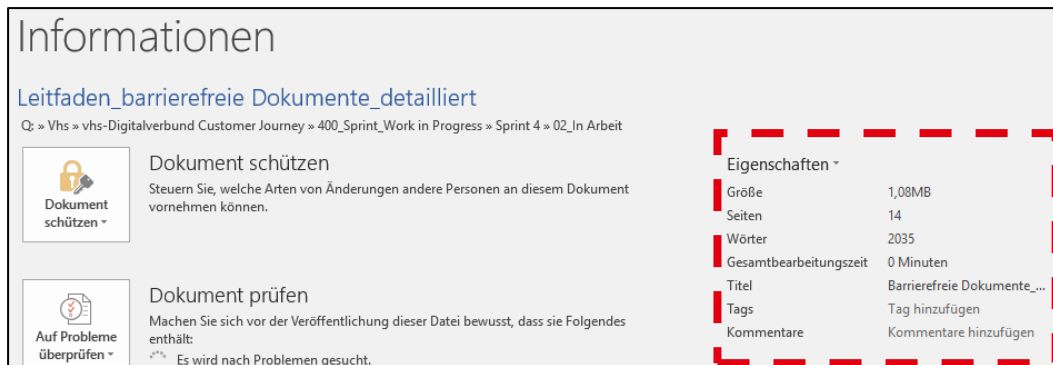 Informationen
Leitfaden_barrierefreie Dokumente_detailliert
Q: » Vhs » vhs-Digitalverbund Customer Journey » 400_Sprint_Work in Progress » Sprint 4 » 02_In Arbeit
Dokument schützen
Dokument schützen
Steuern Sie, welche Arten von Änderungen andere Personen an diesem Dokument
vornehmen können.
Auf Probleme
überprüfen
Dokument prüfen
Machen Sie sich vor der Veröffentlichung dieser Datei bewusst, dass sie Folgendes
enthält:
Es wird nach Problemen gesucht.
Eigenschaften
Größe 1,08MB
Seiten 14
Wörter 2035
Gesamtbearbeitungszeit 0 Minuten
Titel Barrierefreie Dokumente_...
Tags Tag hinzufügen
Kommentare Kommentare hinzufügen